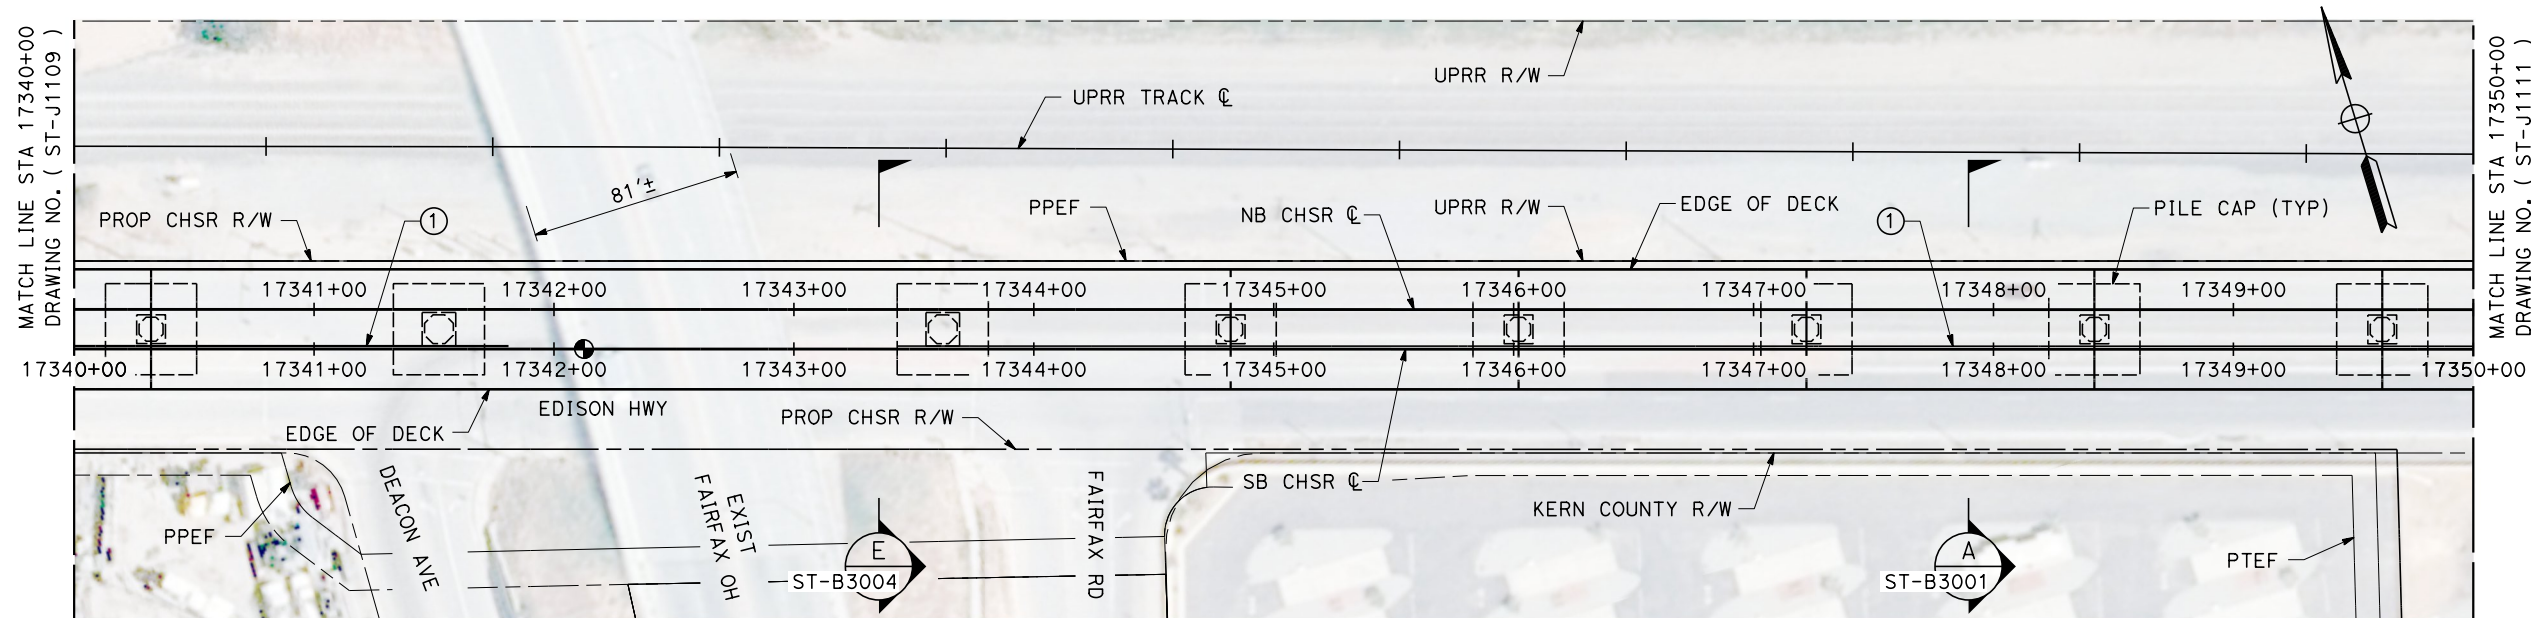 MATCH LINE STA 17340+00
DRAWING NO. ( ST-J1109 )
UPRR R/W
UPRR TRACK ℄
81'±
PROP CHSR R/W
1
PPEF
NB CHSR ℄
UPRR R/W
EDGE OF DECK
1
PILE CAP (TYP)
17341+00 17342+00 17343+00 17344+00 17345+00 17346+00 17347+00 17348+00 17349+00
17340+00 17341+00 17342+00 17343+00 17344+00 17345+00 17346+00 17347+00 17348+00 17349+00 17350+00
EDISON HWY
EDGE OF DECK
PROP CHSR R/W
SB CHSR ℄
KERN COUNTY R/W
PPEF
DEACON AVE
EXIST
FAIRFAX OH
E
ST-B3004
FAIRFAX RD
A
ST-B3001
PTEF
MATCH LINE STA 17350+00
DRAWING NO. ( ST-J1111 )